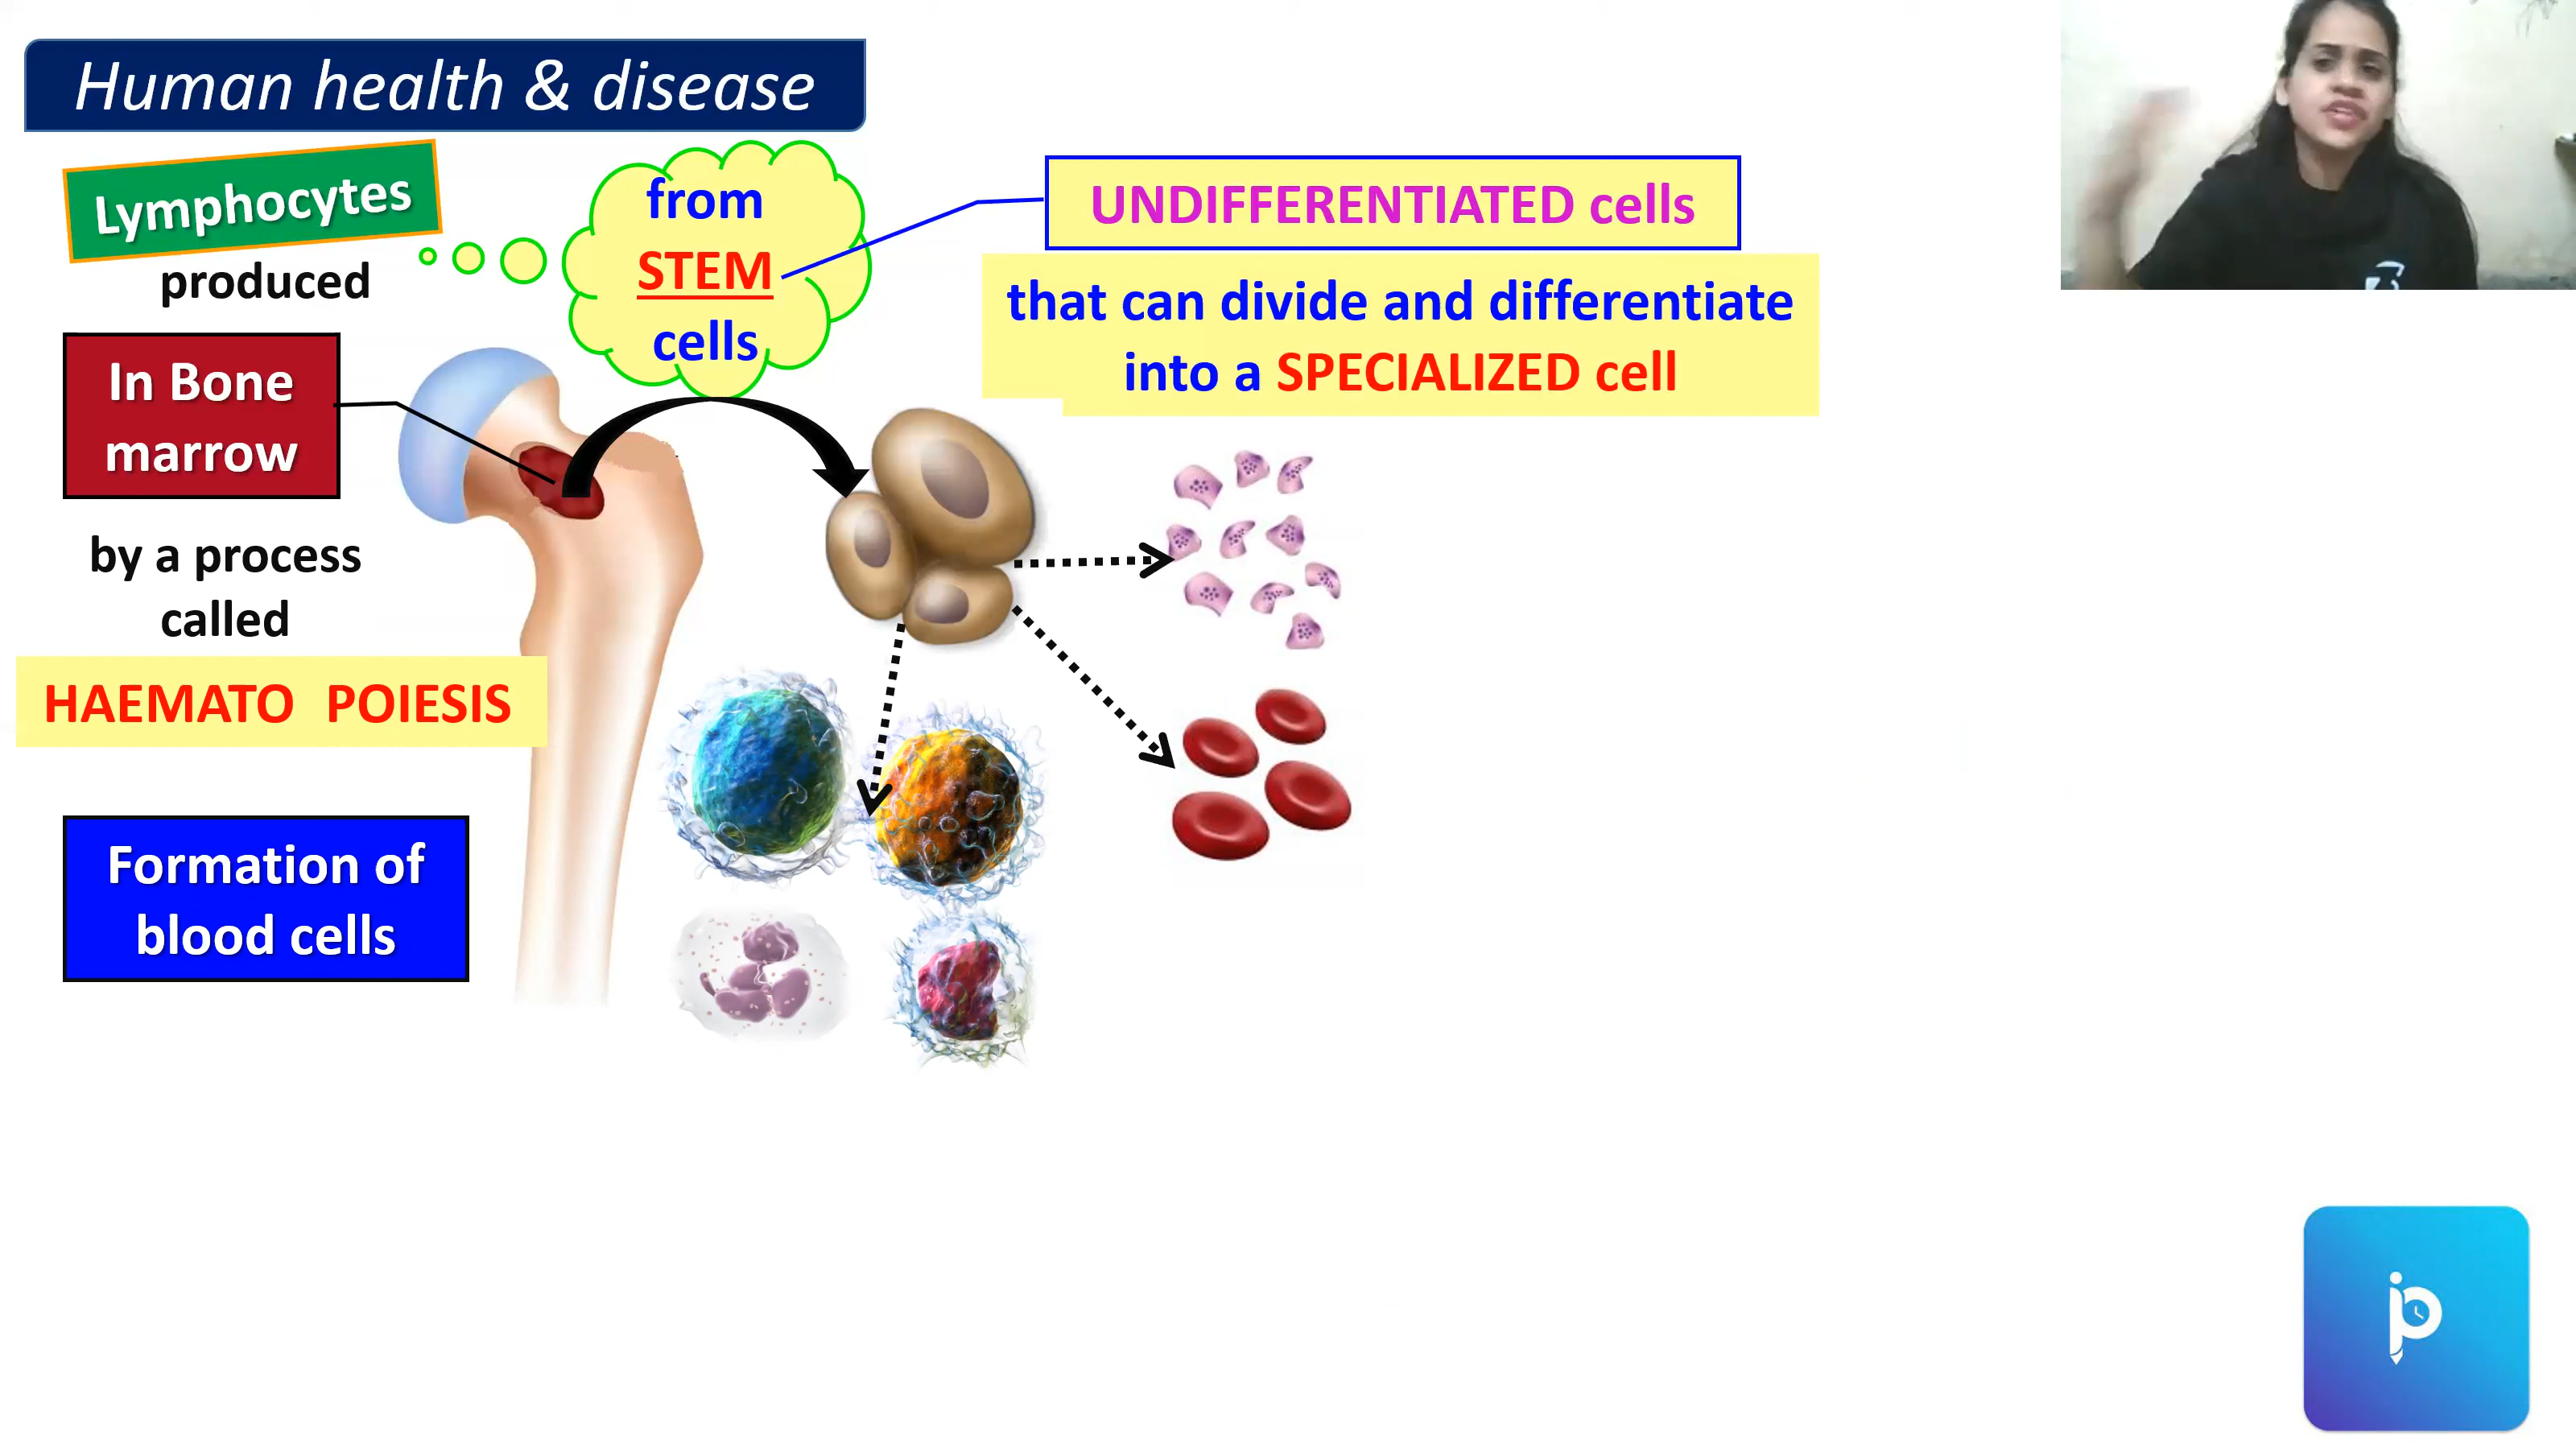 Human health & disease
Lymphocytes
produced
from
STEM
cells
UNDIFFERENTIATED cells
that can divide and differentiate
into a SPECIALIZED cell
In Bone
marrow
by a process
called
HAEMATO POIESIS
Formation of
blood cells